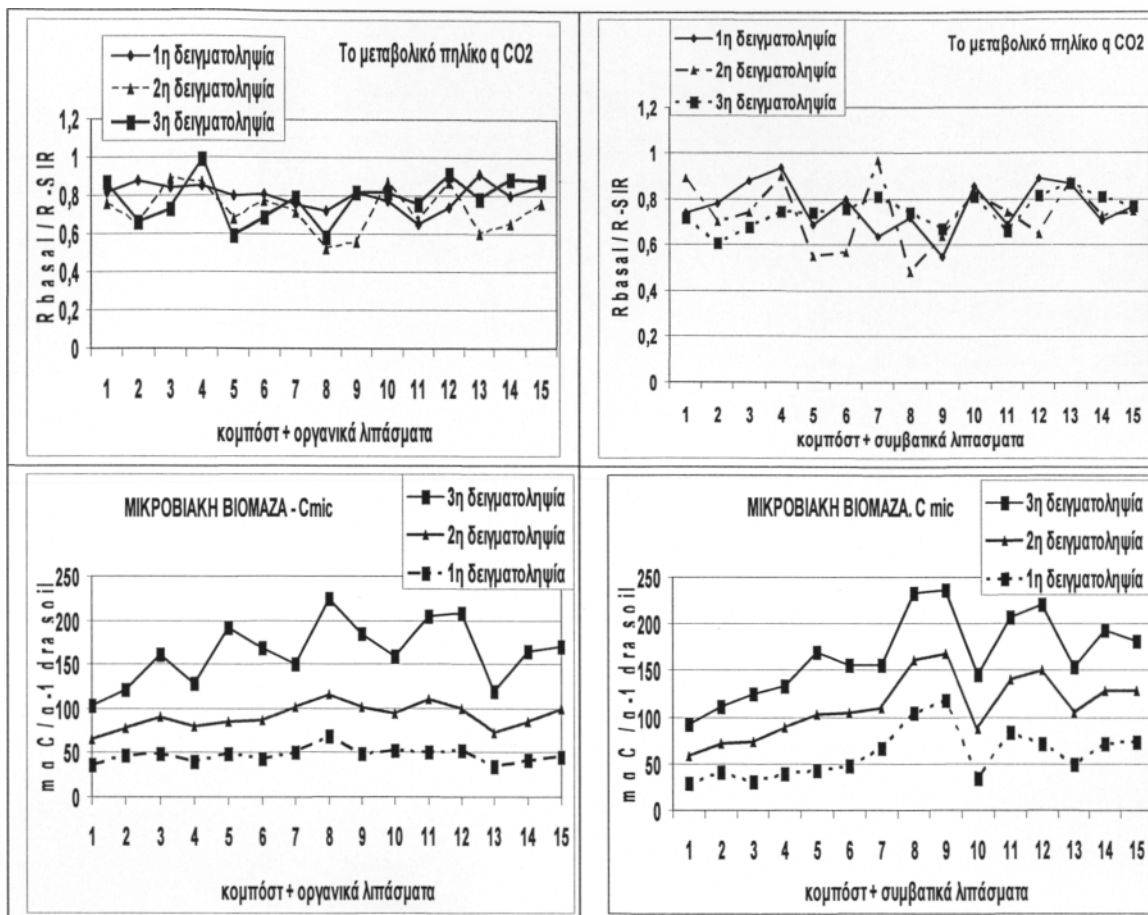 1η δειγματοληψία
2η δειγματοληψία
3η δειγματοληψία
Το μεταβολικό πηλίκο q CO2
Rbasal/R-SIR
1,2
1
0,8
0,6
0,4
0,2
0
1 2 3 4 5 6 7 8 9 10 11 12 13 14 15
κομπόστ + οργανικά λιπάσματα
1η δειγματοληψία
2η δειγματοληψία
3η δειγματοληψία
Το μεταβολικό πηλίκο q CO2
Rbasal/R-SIR
1,2
1
0,8
0,6
0,4
0,2
0
1 2 3 4 5 6 7 8 9 10 11 12 13 14 15
κομπόστ + συμβατικά λιπασματα
ΜΙΚΡΟΒΙΑΚΗ ΒΙΟΜΑΖΑ - Cmic
3η δειγματοληψία
2η δειγματοληψία
1η δειγματοληψία
250
200
150
100
50
0
1 2 3 4 5 6 7 8 9 10 11 12 13 14 15
κομπόστ + οργανικά λιπάσματα
ΜΙΚΡΟΒΙΑΚΗ ΒΙΟΜΑΖΑ. C mic
3η δειγματοληψία
2η δειγματοληψία
1η δειγματοληψία
250
200
150
100
50
0
1 2 3 4 5 6 7 8 9 10 11 12 13 14 15
κομπόστ + συμβατικά λιπάσματα